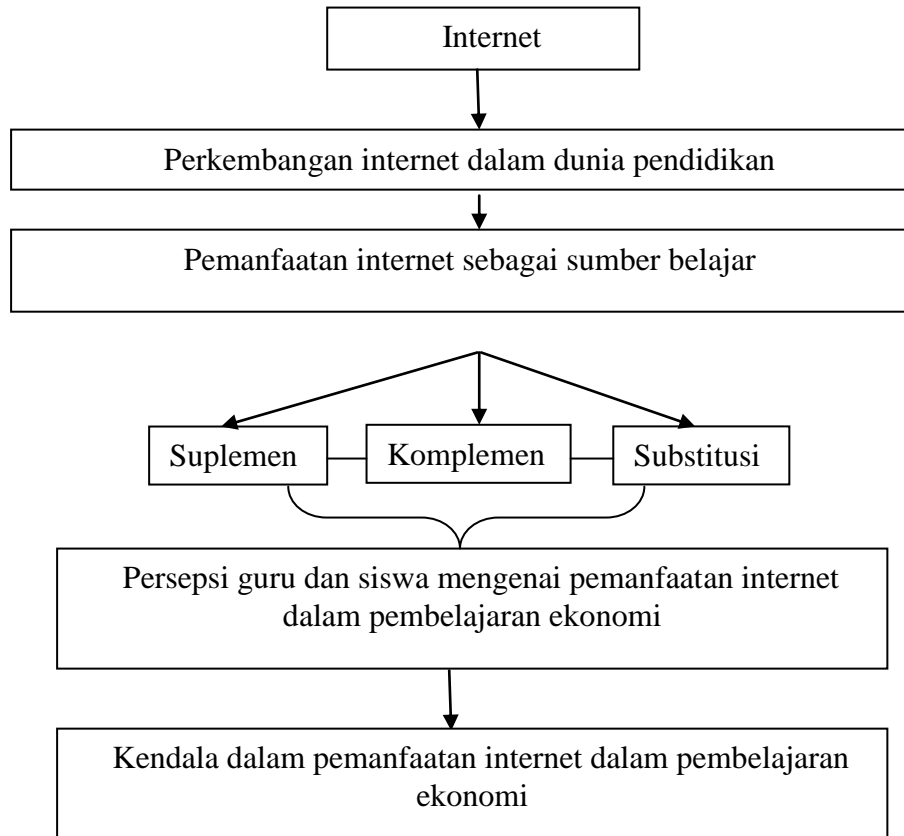 Internet
Perkembangan internet dalam dunia pendidikan
Pemanfaatan internet sebagai sumber belajar
Suplemen Komplemen Substitusi
Persepsi guru dan siswa mengenai pemanfaatan internet
dalam pembelajaran ekonomi
Kendala dalam pemanfaatan internet dalam pembelajaran
ekonomi